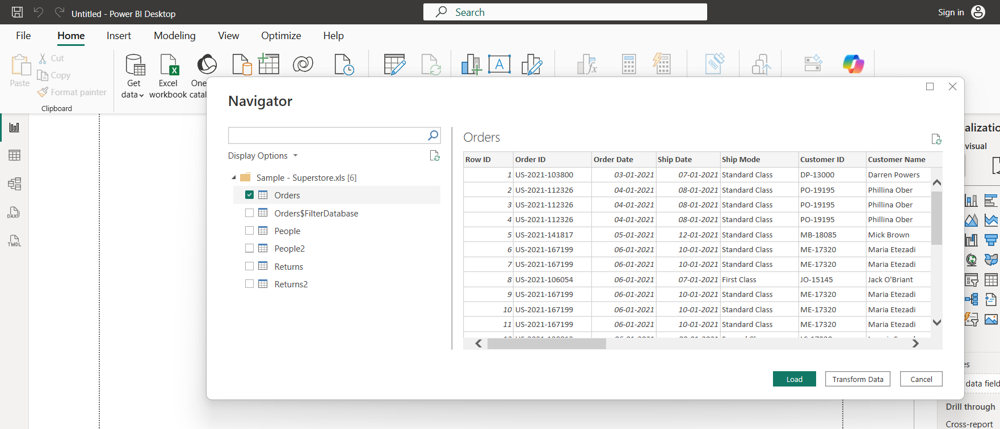 Untitled - Power BI Desktop
Search
Sign in
File Home Insert Modeling View Optimize Help
Paste
Cut
Copy
Format painter
Clipboard
Get data
Excel workbook
One
catal
Navigator
Display Options
Sample - Superstore.xls [6]
Orders
Orders$FilterDatabase
People
People2
Returns
Returns2
Orders
Row ID Order ID Order Date Ship Date Ship Mode Customer ID Customer Name
1 US-2021-103800 03-01-2021 07-01-2021 Standard Class DP-13000 Darren Powers
2 US-2021-112326 04-01-2021 08-01-2021 Standard Class PO-19195 Phillina Ober
3 US-2021-112326 04-01-2021 08-01-2021 Standard Class PO-19195 Phillina Ober
4 US-2021-112326 04-01-2021 08-01-2021 Standard Class PO-19195 Phillina Ober
5 US-2021-141817 05-01-2021 12-01-2021 Standard Class MB-18085 Mick Brown
6 US-2021-167199 06-01-2021 10-01-2021 Standard Class ME-17320 Maria Etezadi
7 US-2021-167199 06-01-2021 10-01-2021 Standard Class ME-17320 Maria Etezadi
8 US-2021-106054 06-01-2021 07-01-2021 First Class JO-15145 Jack O'Briant
9 US-2021-167199 06-01-2021 10-01-2021 Standard Class ME-17320 Maria Etezadi
10 US-2021-167199 06-01-2021 10-01-2021 Standard Class ME-17320 Maria Etezadi
11 US-2021-167199 06-01-2021 10-01-2021 Standard Class ME-17320 Maria Etezadi
Load
Transform Data
Cancel
DAX
TMDL
alizatio
visual
es
data field
Drill through
Cross-report